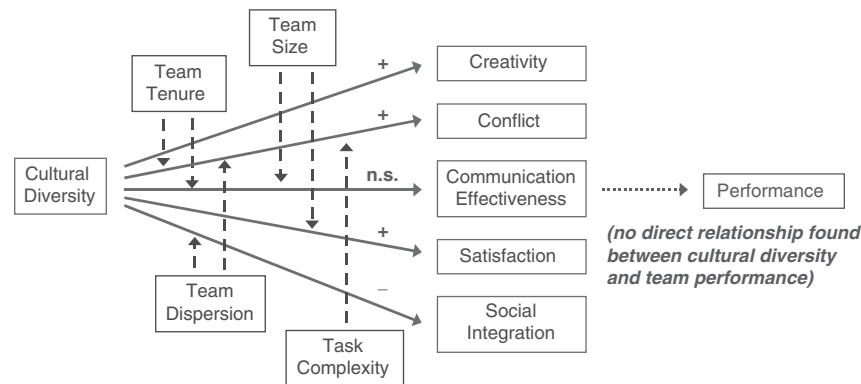 Team
Size
Team
Tenure
Cultural
Diversity
Team
Dispersion
Task
Complexity
+
Creativity
+
Conflict
n.s.
Communication
Effectiveness
+
Satisfaction
–
Social
Integration
Performance
(no direct relationship found
between cultural diversity
and team performance)